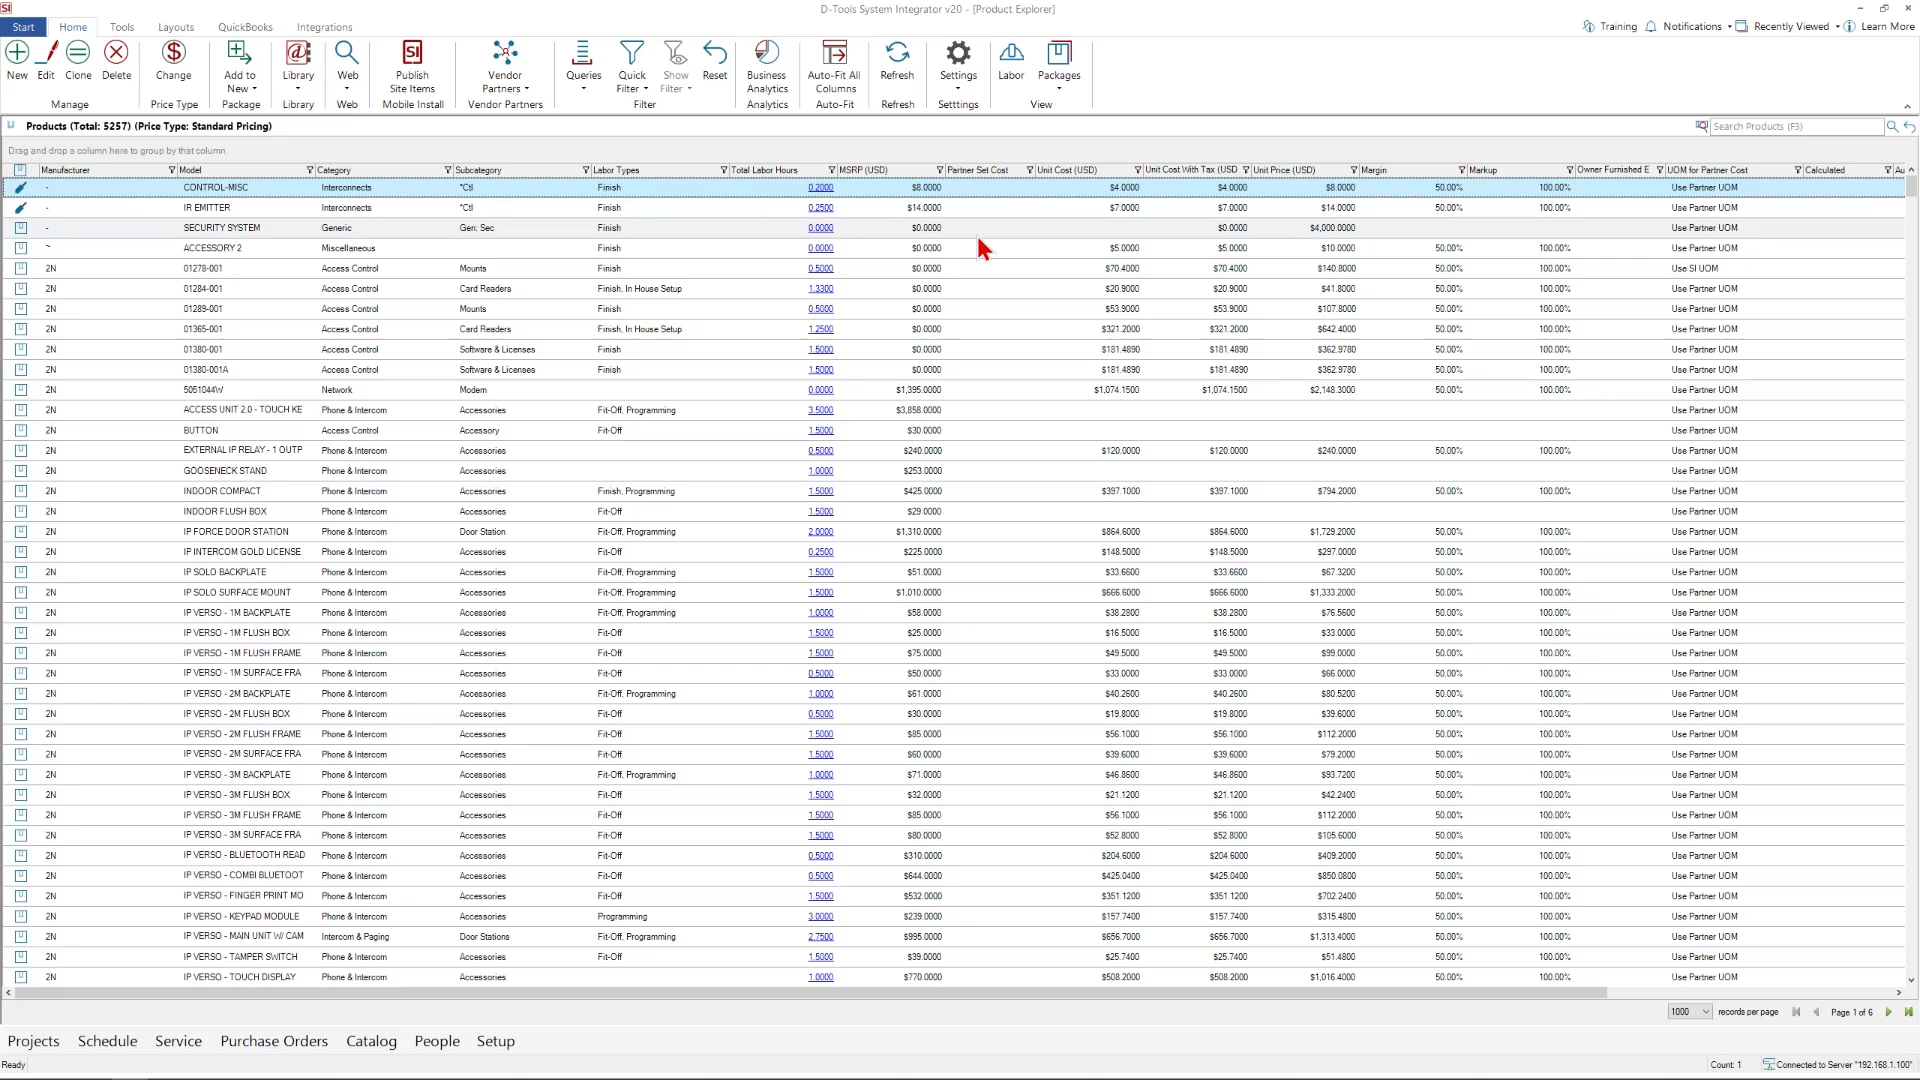 SI D-Tools System Integrator v20 - [Product Explorer]
Start Home Tools Layouts QuickBooks Integrations Training Notifications Recently Viewed Learn More
New Edit Clone Delete Change Add to New Library Web Publish Site Items Vendor Partners Queries Quick Filter Show Filter Reset Business Analytics Auto-Fit All Columns Refresh Settings Labor Packages
Manage Price Type Package Library Web Mobile Install Vendor Partners Filter Analytics Auto-Fit Refresh Setttings View
Products (Total: 5257) (Price Type: Standard Pricing) Search Products (F3)
Drag and drop a column here to group by that column.
Manufacturer Model Category Subcategory Labor Types Total Labor Hours MSRP (USD) Partner Set Cost Unit Cost (USD) Unit Cost With Tax (USD Unit Price (USD) Margin Markup Owner Furnished E UOM for Partner Cost Calculated Au
- CONTROL-MISC Interconnects *Ctl Finish 0.2000 $8.0000 $4.0000 $4.0000 $8.0000 50.00% 100.00% Use Partner UOM
- IR EMITTER Interconnects *Ctl Finish 0.2500 $14.0000 $7.0000 $7.0000 $14.0000 50.00% 100.00% Use Partner UOM
- SECURITY SYSTEM Generic Gen: Sec Finish 0.0000 $0.0000 $0.0000 $4,000.0000 Use Partner UOM
~ ACCESSORY 2 Miscellaneous Finish 0.0000 $0.0000 $5.0000 $5.0000 $10.0000 50.00% 100.00% Use Partner UOM
2N 01278-001 Access Control Mounts Finish 0.5000 $0.0000 $70.4000 $70.4000 $140.8000 50.00% 100.00% Use SI UOM
2N 01284-001 Access Control Card Readers Finish, In House Setup 1.3300 $0.0000 $20.9000 $20.9000 $41.8000 50.00% 100.00% Use Partner UOM
2N 01289-001 Access Control Mounts Finish 0.5000 $0.0000 $53.9000 $53.9000 $107.8000 50.00% 100.00% Use Partner UOM
2N 01365-001 Access Control Card Readers Finish, In House Setup 1.2500 $0.0000 $321.2000 $321.2000 $642.4000 50.00% 100.00% Use Partner UOM
2N 01380-001 Access Control Software & Licenses Finish 1.5000 $0.0000 $181.4890 $181.4890 $362.9780 50.00% 100.00% Use Partner UOM
2N 01380-001A Access Control Software & Licenses Finish 1.5000 $0.0000 $181.4890 $181.4890 $362.9780 50.00% 100.00% Use Partner UOM
2N 5051044W Network Modem 0.0000 $1,395.0000 $1,074.1500 $1,074.1500 $2,148.3000 50.00% 100.00% Use Partner UOM
2N ACCESS UNIT 2.0 - TOUCH KE Phone & Intercom Accessories Fit-Off, Programming 3.5000 $3,858.0000 Use Partner UOM
2N BUTTON Access Control Accessory Fit-Off 1.5000 $30.0000 Use Partner UOM
2N EXTERNAL IP RELAY - 1 OUTP Phone & Intercom Accessories 0.5000 $240.0000 $120.0000 $120.0000 $240.0000 50.00% 100.00% Use Partner UOM
2N GOOSENECK STAND Phone & Intercom Accessories 1.0000 $253.0000 Use Partner UOM
2N INDOOR COMPACT Phone & Intercom Accessories Finish, Programming 1.5000 $425.0000 $397.1000 $397.1000 $794.2000 50.00% 100.00% Use Partner UOM
2N INDOOR FLUSH BOX Phone & Intercom Accessories Fit-Off 1.5000 $29.0000 Use Partner UOM
2N IP FORCE DOOR STATION Phone & Intercom Door Station Fit-Off, Programming 2.0000 $1,310.0000 $864.6000 $864.6000 $1,729.2000 50.00% 100.00% Use Partner UOM
2N IP INTERCOM GOLD LICENSE Phone & Intercom Accessories Fit-Off 0.2500 $225.0000 $148.5000 $148.5000 $297.0000 50.00% 100.00% Use Partner UOM
2N IP SOLO BACKPLATE Phone & Intercom Accessories Fit-Off, Programming 1.5000 $51.0000 $33.6600 $33.6600 $67.3200 50.00% 100.00% Use Partner UOM
2N IP SOLO SURFACE MOUNT Phone & Intercom Accessories Fit-Off, Programming 1.5000 $1,010.0000 $666.6000 $666.6000 $1,333.2000 50.00% 100.00% Use Partner UOM
2N IP VERSO - 1M BACKPLATE Phone & Intercom Accessories Fit-Off, Programming 1.0000 $58.0000 $38.2800 $38.2800 $76.5600 50.00% 100.00% Use Partner UOM
2N IP VERSO - 1M FLUSH BOX Phone & Intercom Accessories Fit-Off 1.5000 $25.0000 $16.5000 $16.5000 $33.0000 50.00% 100.00% Use Partner UOM
2N IP VERSO - 1M FLUSH FRAME Phone & Intercom Accessories Fit-Off 1.5000 $75.0000 $49.5000 $49.5000 $99.0000 50.00% 100.00% Use Partner UOM
2N IP VERSO - 1M SURFACE FRA Phone & Intercom Accessories Fit-Off 0.5000 $50.0000 $33.0000 $33.0000 $66.0000 50.00% 100.00% Use Partner UOM
2N IP VERSO - 2M BACKPLATE Phone & Intercom Accessories Fit-Off, Programming 1.0000 $61.0000 $40.2600 $40.2600 $80.5200 50.00% 100.00% Use Partner UOM
2N IP VERSO - 2M FLUSH BOX Phone & Intercom Accessories Fit-Off 0.5000 $30.0000 $19.8000 $19.8000 $39.6000 50.00% 100.00% Use Partner UOM
2N IP VERSO - 2M FLUSH FRAME Phone & Intercom Accessories Fit-Off 1.5000 $85.0000 $56.1000 $56.1000 $112.2000 50.00% 100.00% Use Partner UOM
2N IP VERSO - 2M SURFACE FRA Phone & Intercom Accessories Fit-Off 1.5000 $60.0000 $39.6000 $39.6000 $79.2000 50.00% 100.00% Use Partner UOM
2N IP VERSO - 3M BACKPLATE Phone & Intercom Accessories Fit-Off, Programming 1.0000 $71.0000 $46.8600 $46.8600 $93.7200 50.00% 100.00% Use Partner UOM
2N IP VERSO - 3M FLUSH BOX Phone & Intercom Accessories Fit-Off 1.5000 $32.0000 $21.1200 $21.1200 $42.2400 50.00% 100.00% Use Partner UOM
2N IP VERSO - 3M FLUSH FRAME Phone & Intercom Accessories Fit-Off 1.5000 $85.0000 $56.1000 $56.1000 $112.2000 50.00% 100.00% Use Partner UOM
2N IP VERSO - 3M SURFACE FRA Phone & Intercom Accessories Fit-Off 1.5000 $80.0000 $52.8000 $52.8000 $105.6000 50.00% 100.00% Use Partner UOM
2N IP VERSO - BLUETOOTH READ Phone & Intercom Accessories Fit-Off 0.5000 $310.0000 $204.6000 $204.6000 $409.2000 50.00% 100.00% Use Partner UOM
2N IP VERSO - COMBI BLUETOOT Phone & Intercom Accessories Fit-Off 0.5000 $644.0000 $425.0400 $425.0400 $850.0800 50.00% 100.00% Use Partner UOM
2N IP VERSO - FINGER PRINT MO Phone & Intercom Accessories Fit-Off 1.5000 $532.0000 $351.1200 $351.1200 $702.2400 50.00% 100.00% Use Partner UOM
2N IP VERSO - KEYPAD MODULE Phone & Intercom Accessories Programming 3.0000 $239.0000 $157.7400 $157.7400 $315.4800 50.00% 100.00% Use Partner UOM
2N IP VERSO - MAIN UNIT W/ CAM Intercom & Paging Door Stations Fit-Off, Programming 2.7500 $995.0000 $656.7000 $656.7000 $1,313.4000 50.00% 100.00% Use Partner UOM
2N IP VERSO - TAMPER SWITCH Phone & Intercom Accessories Fit-Off 1.5000 $39.0000 $25.7400 $25.7400 $51.4800 50.00% 100.00% Use Partner UOM
2N IP VERSO - TOUCH DISPLAY Phone & Intercom Accessories 1.0000 $770.0000 $508.2000 $508.2000 $1,016.4000 50.00% 100.00% Use Partner UOM
1000 records per page Page 1 of 6
Projects Schedule Service Purchase Orders Catalog People Setup
Ready Count: 1 Connected to Server "192.168.1.100"